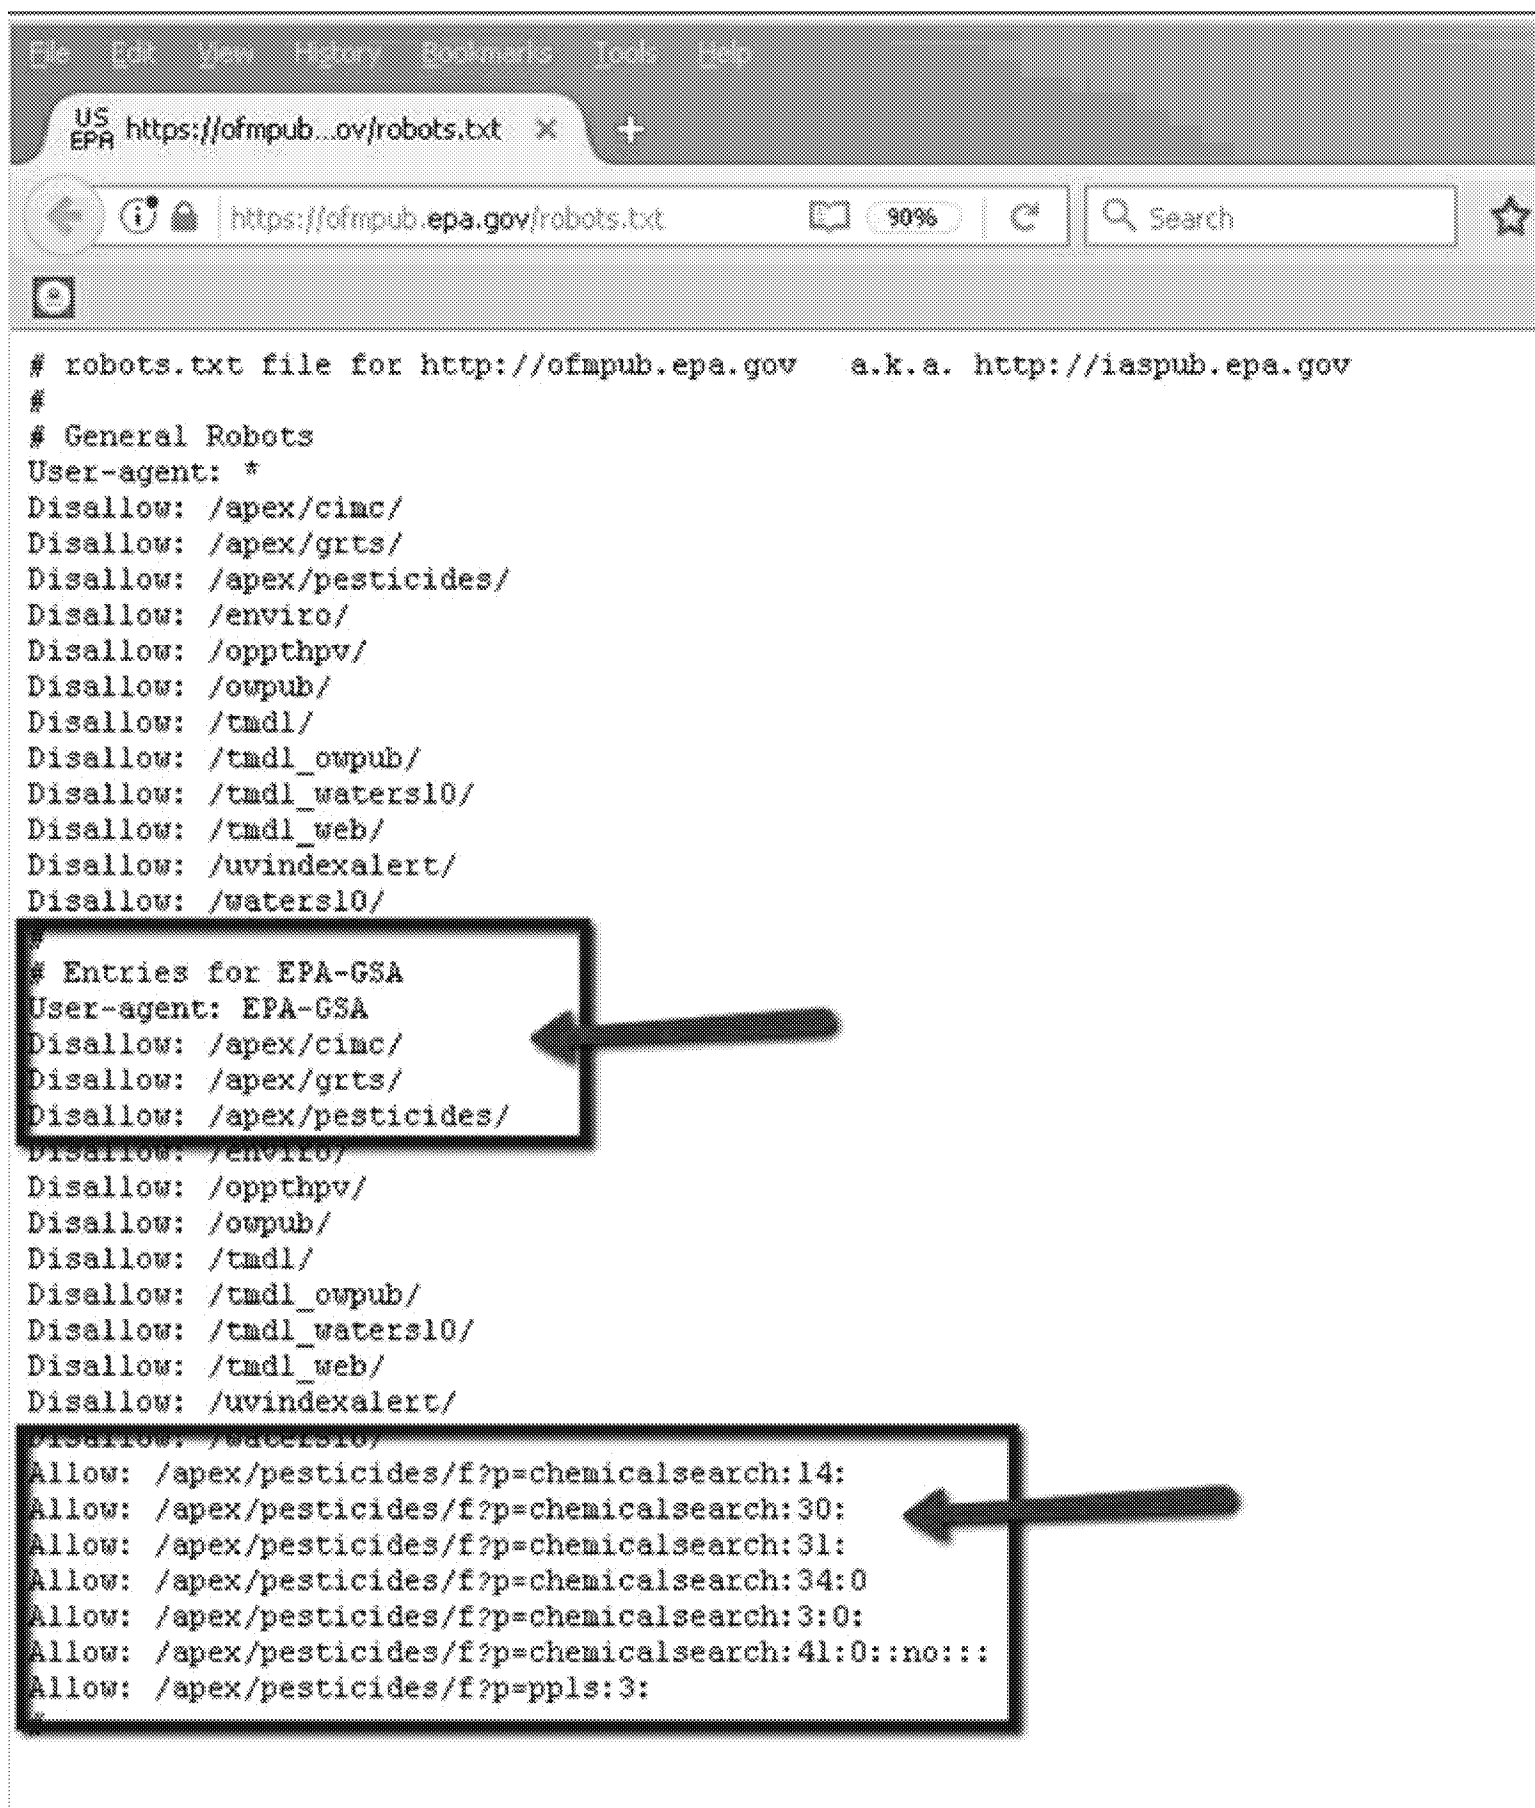 File Edit View History Bookmarks Tools Help
US EPA https://ofmpub...ov/robots.txt × +
https://ofmpub.epa.gov/robots.txt 90% Search
# robots.txt file for http://ofmpub.epa.gov a.k.a. http://iaspub.epa.gov
#
# General Robots
User-agent: *
Disallow: /apex/cimc/
Disallow: /apex/grts/
Disallow: /apex/pesticides/
Disallow: /enviro/
Disallow: /oppthpv/
Disallow: /owpub/
Disallow: /tmdl/
Disallow: /tmdl_owpub/
Disallow: /tmdl_waters10/
Disallow: /tmdl_web/
Disallow: /uvindexalert/
Disallow: /waters10/
#
# Entries for EPA-GSA
User-agent: EPA-GSA
Disallow: /apex/cimc/
Disallow: /apex/grts/
Disallow: /apex/pesticides/
Disallow: /enviro/
Disallow: /oppthpv/
Disallow: /owpub/
Disallow: /tmdl/
Disallow: /tmdl_owpub/
Disallow: /tmdl_waters10/
Disallow: /tmdl_web/
Disallow: /uvindexalert/
Disallow: /waters10/
Allow: /apex/pesticides/f?p=chemicalsearch:14:
Allow: /apex/pesticides/f?p=chemicalsearch:30:
Allow: /apex/pesticides/f?p=chemicalsearch:31:
Allow: /apex/pesticides/f?p=chemicalsearch:34:0
Allow: /apex/pesticides/f?p=chemicalsearch:3:0:
Allow: /apex/pesticides/f?p=chemicalsearch:41:0::no:::
Allow: /apex/pesticides/f?p=ppls:3:
#